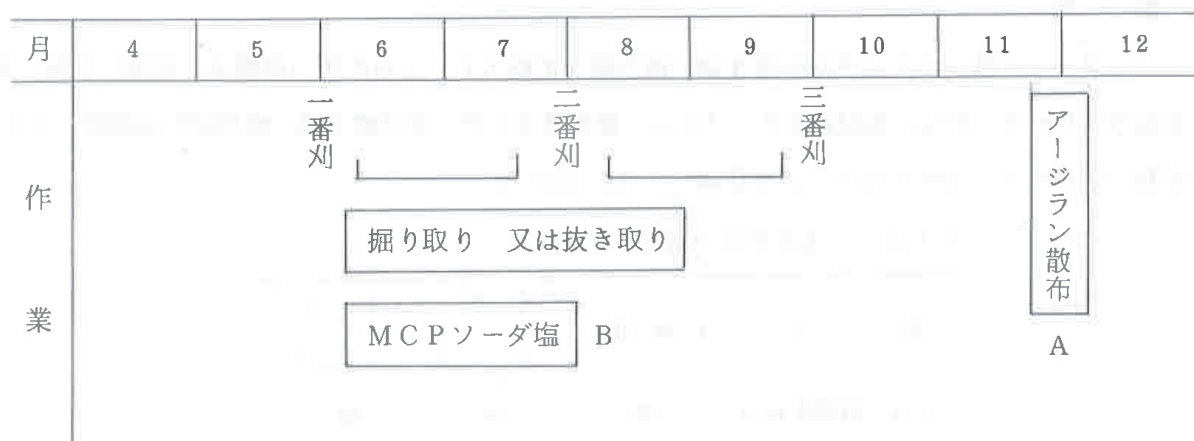 月 4 5 6 7 8 9 10 11 12
作業
一番刈
二番刈
三番刈
掘り取り 又は抜き取り
MCPソーダ塩 B
アージラン散布
A